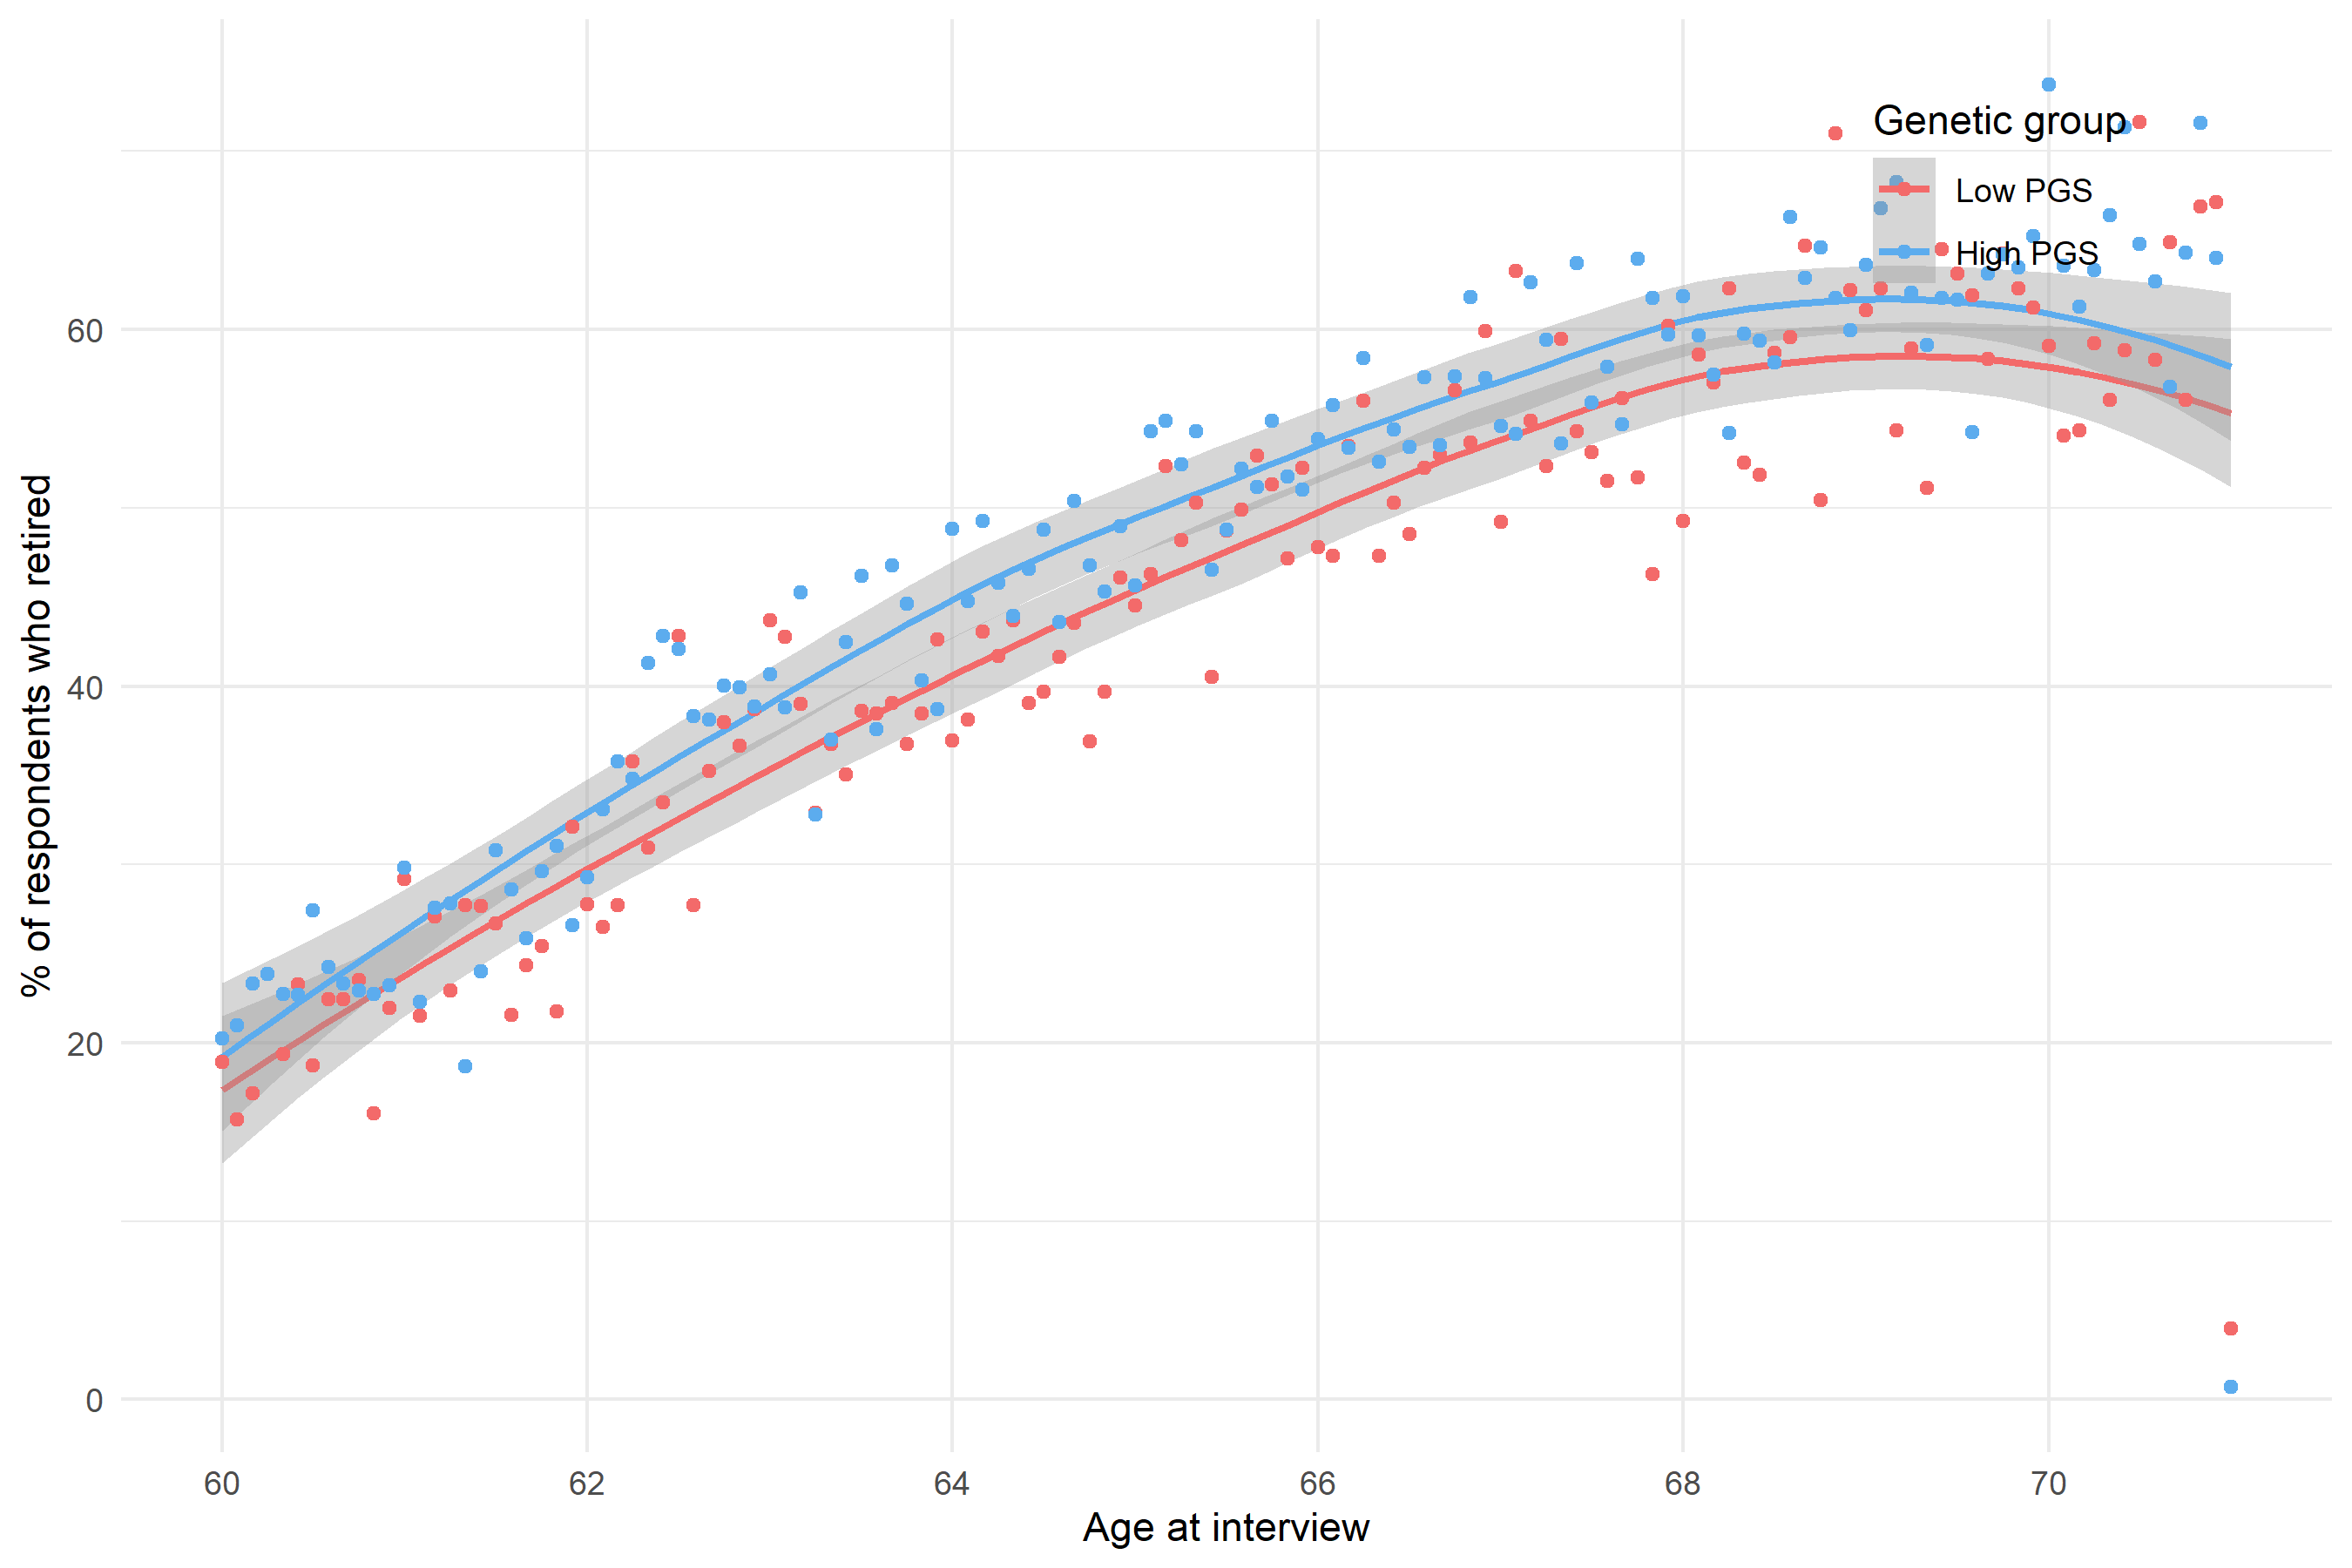 Genetic group
Low PGS
High PGS
% of respondents who retired
60
40
20
0
60 62 64 66 68 70
Age at interview